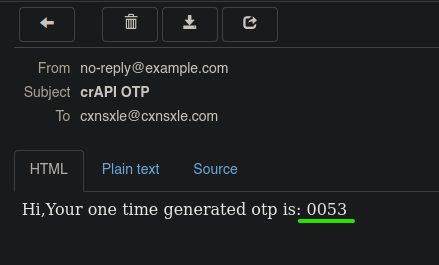 From no-reply@example.com
Subject crAPI OTP
To cxnsxle@cxnsxle.com
HTML Plain text Source
Hi,Your one time generated otp is: 0053